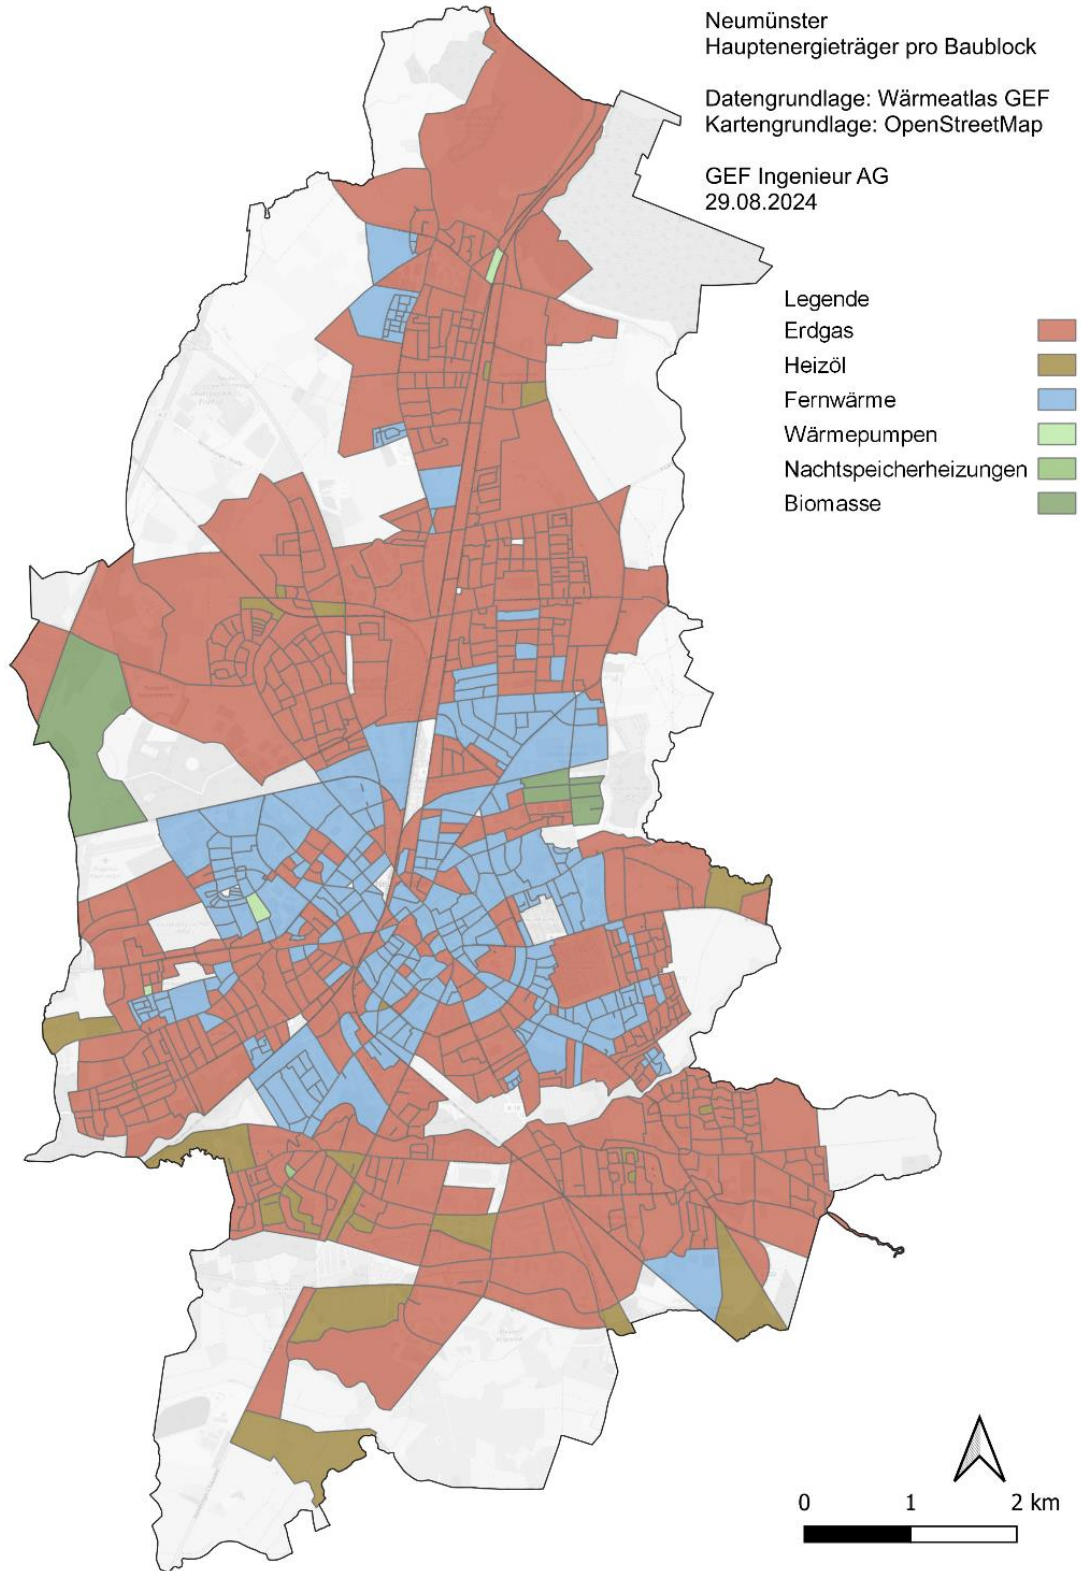 Neumünster
Hauptenergieträger pro Baublock
Datengrundlage: Wärmeatlas GEF
Kartengrundlage: OpenStreetMap
GEF Ingenieur AG
29.08.2024
Legende
Erdgas
Heizöl
Fernwärme
Wärmepumpen
Nachtspeicherheizungen
Biomasse
0 1 2 km